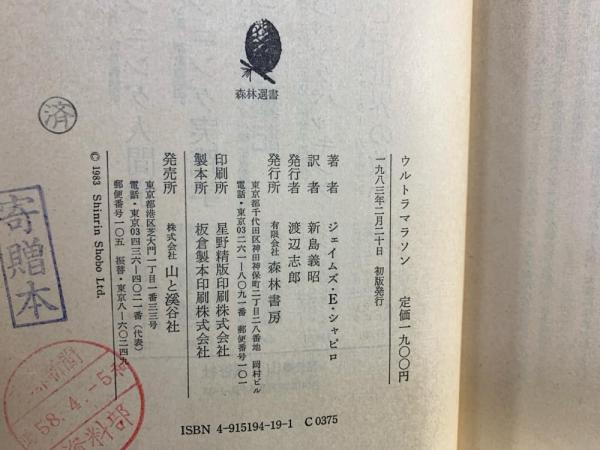 森林選書
ウルトラマラソン 定価一九〇〇円
一九八三年二月二十日 初版発行
著者 ジェイムズ・E・シャピロ
訳者 新島義昭
発行者 渡辺志郎
発行所 有限会社 森林書房
東京都千代田区神田神保町二丁目二八番地 岡村ビル
電話・東京03二六一−八〇九一番 郵便番号一〇一
印刷所 星野精版印刷株式会社
製本所 板倉製本印刷株式会社
発売所 株式会社 山と溪谷社
東京都港区芝大門一丁目一番三三号
電話・東京03四三六−四〇二一番(代表)
郵便番号一〇五 振替・東京八−六〇二四九
© 1983 Shinrin Shobo Ltd.
ISBN 4-915194-19-1 C0375
済
寄贈本
58.4.-5
資料部